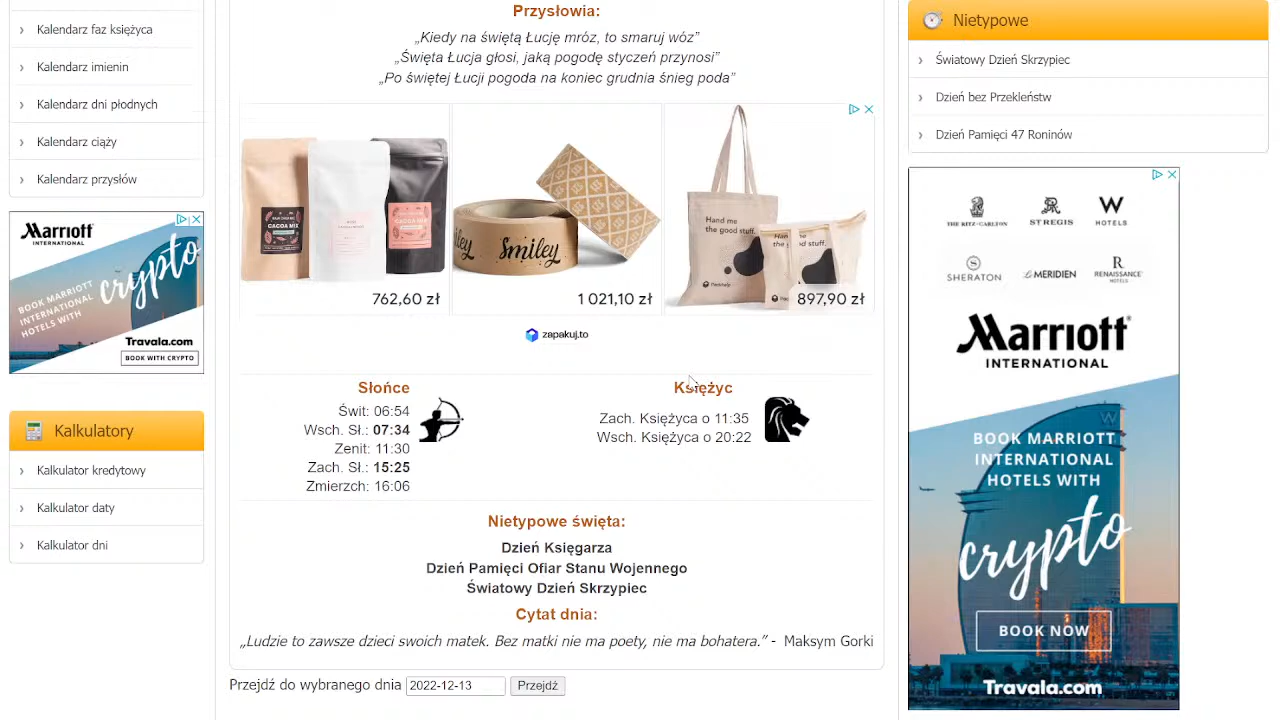 Kalendarz faz księżyca
Kalendarz imienin
Kalendarz dni płodnych
Kalendarz ciąży
Kalendarz przysłów
Marriott
INTERNATIONAL
crypto
BOOK MARRIOTT
INTERNATIONAL
HOTELS WITH
Travala.com
BOOK WITH CRYPTO
Kalkulatory
Kalkulator kredytowy
Kalkulator daty
Kalkulator dni
Przysłowia:
„Kiedy na świętą Łucję mróz, to smaruj wóz”
„Święta Łucja głosi, jaką pogodę styczeń przynosi”
„Po świętej Łucji pogoda na koniec grudnia śnieg poda”
CACOA MIX
CACOA MIX
762,60 zł
Smiley
1 021,10 zł
Hand me
the good stuff.
897,90 zł
zapakuj.to
Słońce
Świt: 06:54
Wsch. Sł.: 07:34
Zenit: 11:30
Zach. Sł.: 15:25
Zmierzch: 16:06
Księżyc
Zach. Księżyca o 11:35
Wsch. Księżyca o 20:22
Nietypowe święta:
Dzień Księgarza
Dzień Pamięci Ofiar Stanu Wojennego
Światowy Dzień Skrzypiec
Cytat dnia:
„Ludzie to zawsze dzieci swoich matek. Bez matki nie ma poety, nie ma bohatera.” - Maksym Gorki
Przejdź do wybranego dnia 2022-12-13 Przejdź
Nietypowe
Światowy Dzień Skrzypiec
Dzień bez Przekleństw
Dzień Pamięci 47 Roninów
THE RITZ-CARLTON
ST REGIS
W
HOTELS
SHERATON
LE MERIDIEN
R
RENAISSANCE
HOTELS
Marriott
INTERNATIONAL
W
BOOK MARRIOTT
INTERNATIONAL
HOTELS WITH
crypto
BOOK NOW
Travala.com